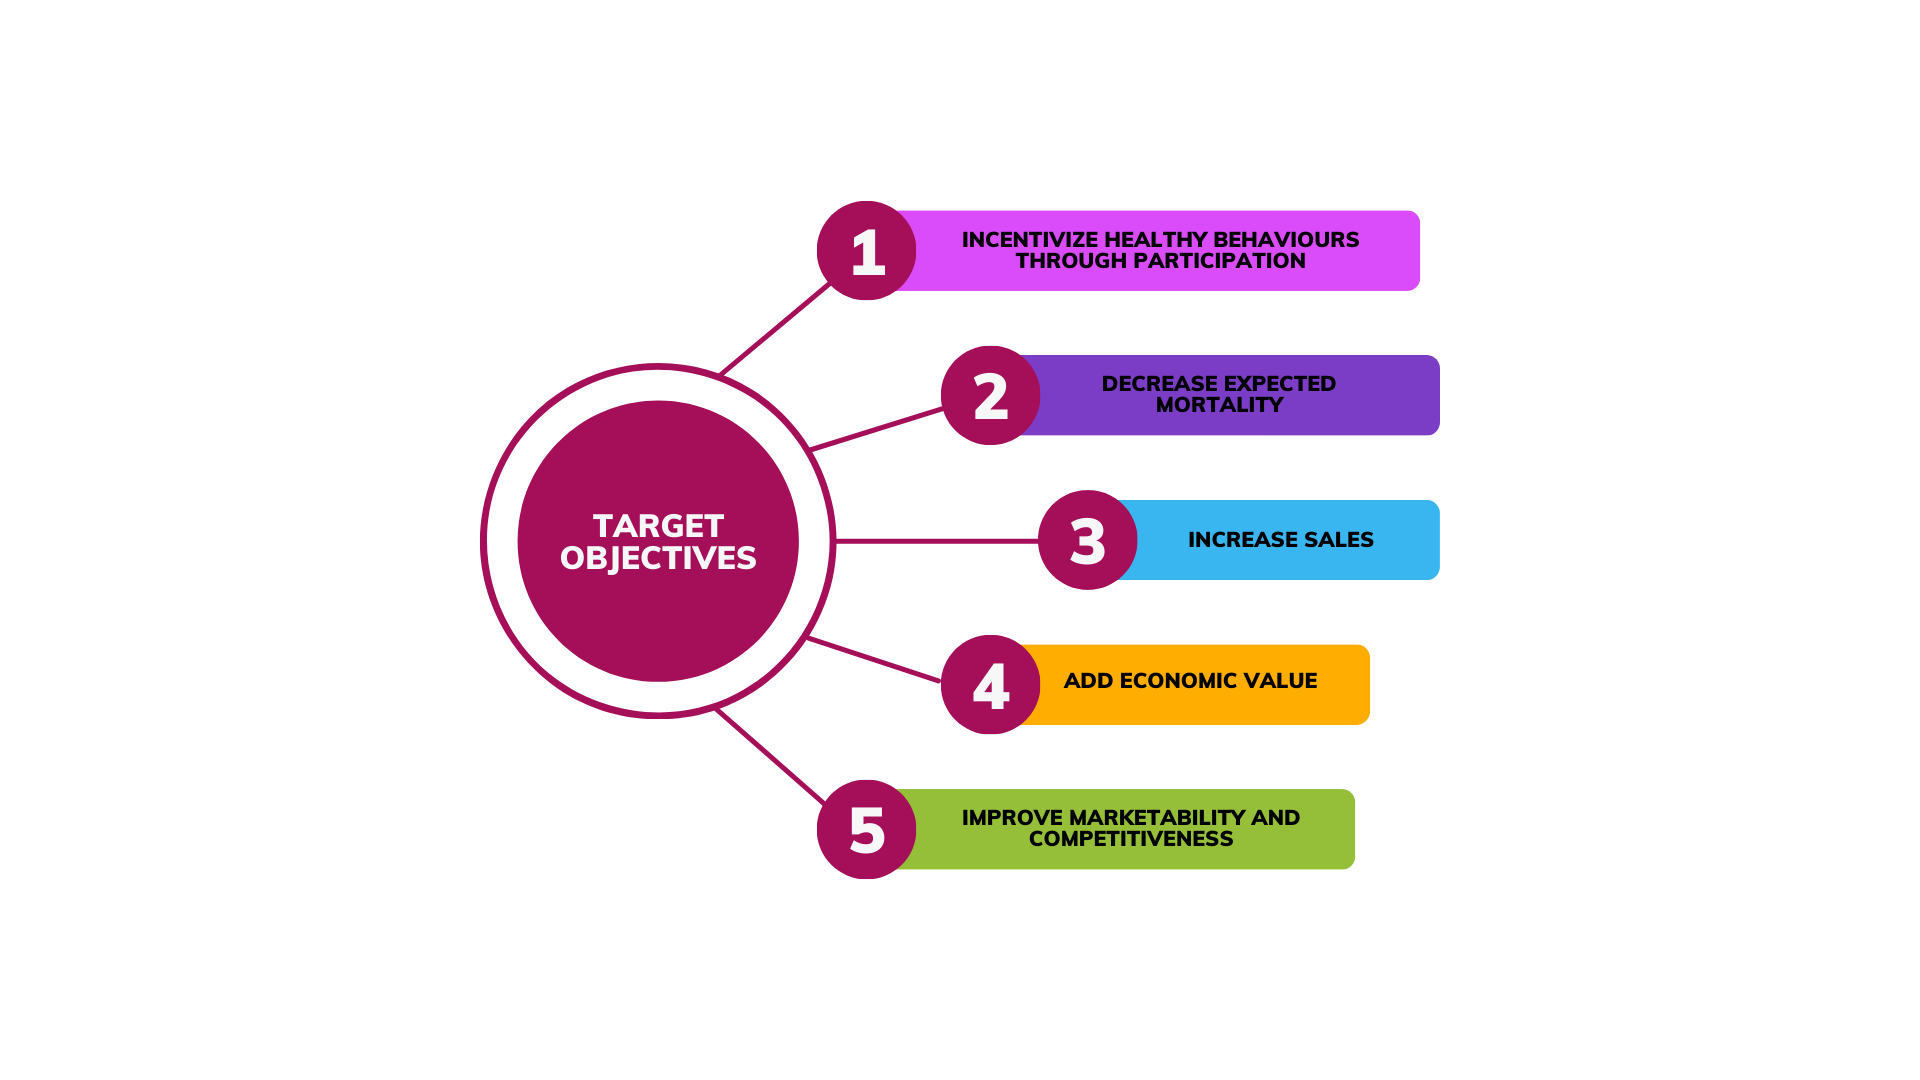 TARGET
OBJECTIVES
1
INCENTIVIZE HEALTHY BEHAVIOURS
THROUGH PARTICIPATION
2
DECREASE EXPECTED
MORTALITY
3
INCREASE SALES
4
ADD ECONOMIC VALUE
5
IMPROVE MARKETABILITY AND
COMPETITIVENESS